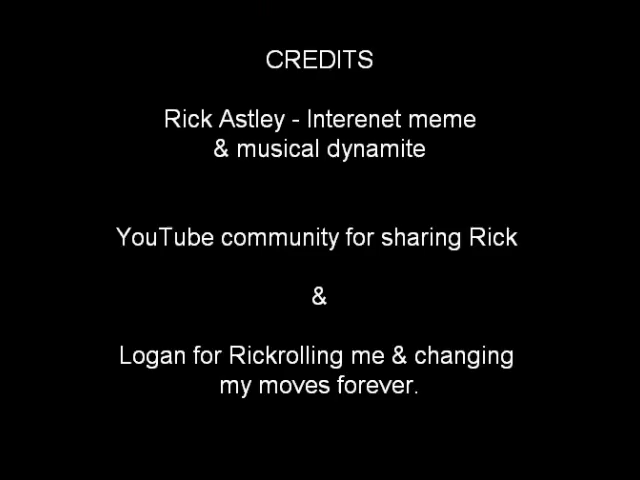 CREDITS
Rick Astley - Interenet meme
& musical dynamite
YouTube community for sharing Rick
&
Logan for Rickrolling me & changing
my moves forever.